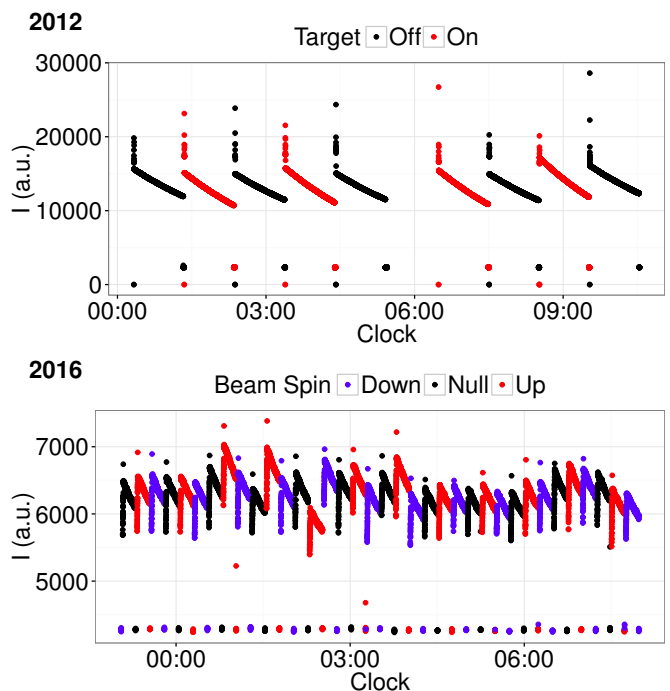 2012
Target Off On
I (a.u.)
30000
20000
10000
0
00:00 03:00 06:00 09:00
Clock
2016
Beam Spin Down Null Up
I (a.u.)
7000
6000
5000
00:00 03:00 06:00
Clock